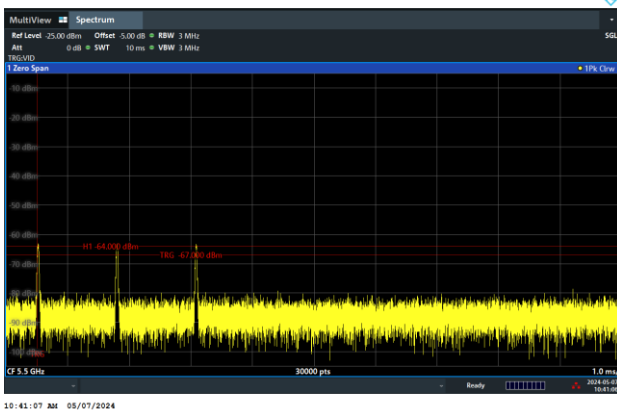 MultiView Spectrum
Ref Level -25.00 dBm Offset -5.00 dB RBW 3 MHz SGL
Att 0 dB SWT 10 ms VBW 3 MHz
TRG:VID
1 Zero Span 1Pk Clrw
-10 dBm
-20 dBm
-30 dBm
-40 dBm
-50 dBm
-60 dBm
H1 -64.000 dBm
TRG -67.000 dBm
-70 dBm
-80 dBm
-90 dBm
-100 dBm
CF 5.5 GHz 30000 pts 1.0 ms/
Ready 2024-05-07
10:41:06
10:41:07 AM 05/07/2024